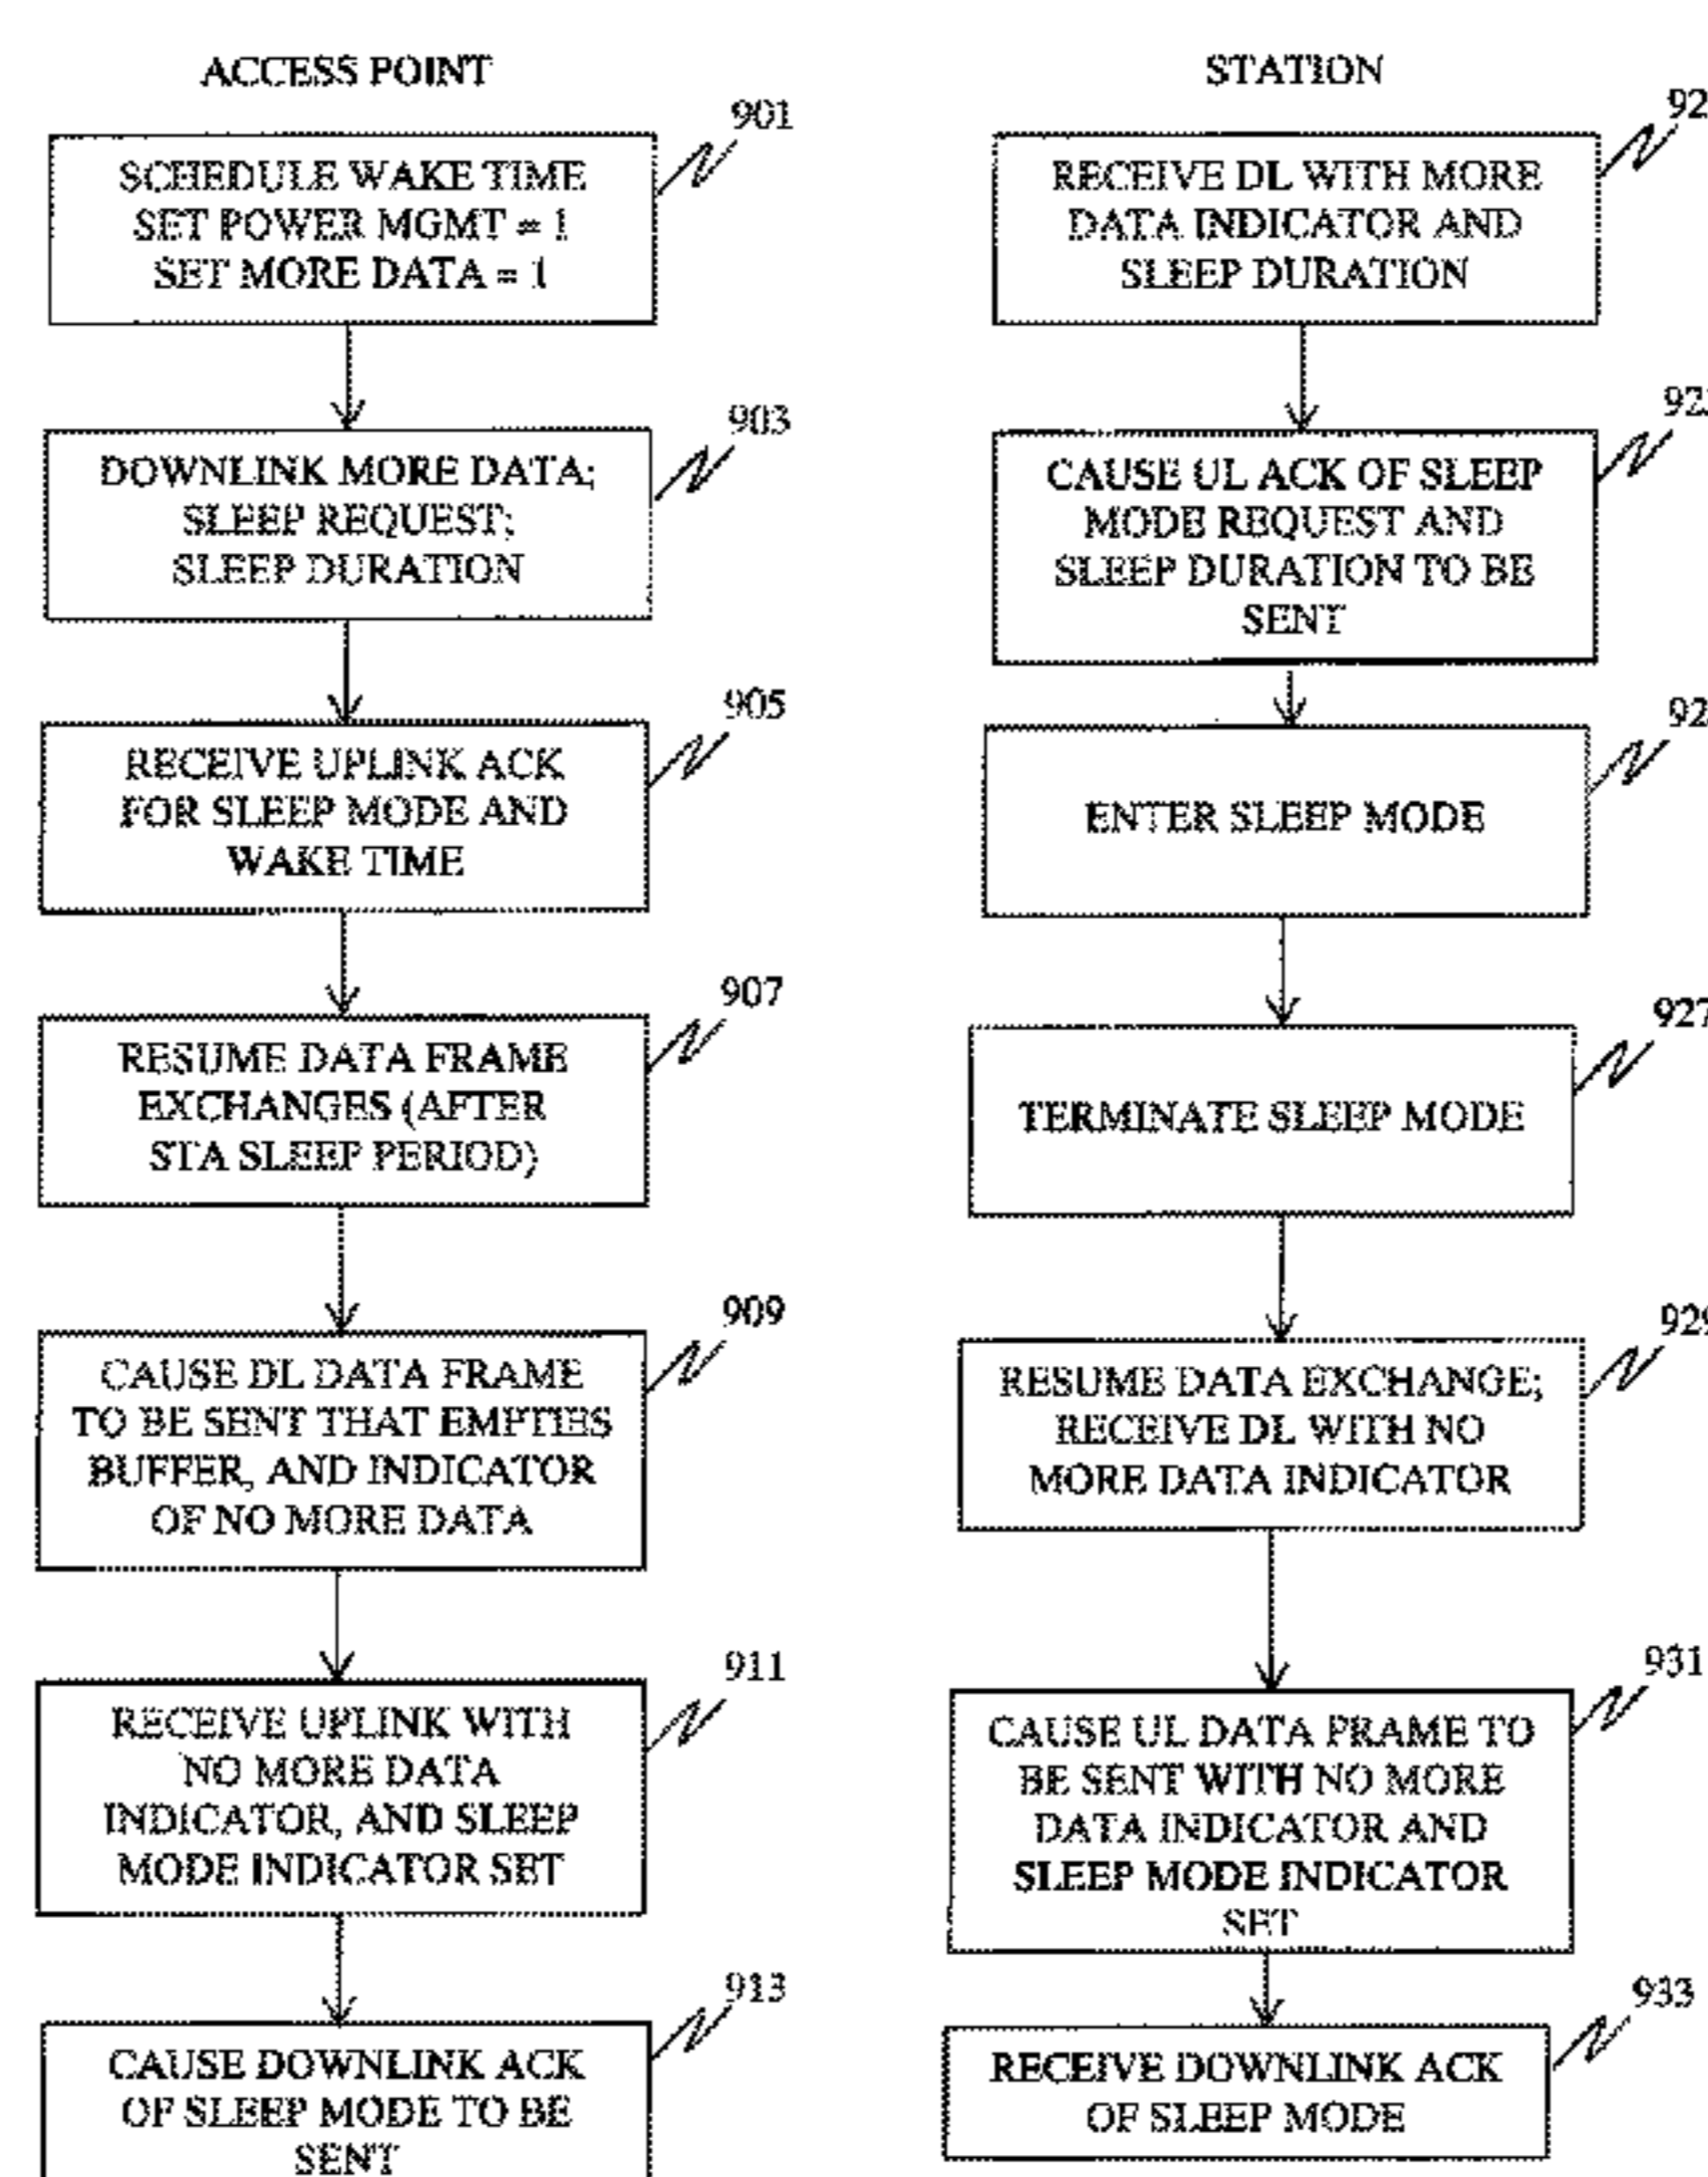 ACCESS POINT
901
SCHEDULE WAKE TIME
SET POWER MGMT = 1
SET MORE DATA = 1
903
DOWNLINK MORE DATA;
SLEEP REQUEST;
SLEEP DURATION
905
RECEIVE UPLINK ACK
FOR SLEEP MODE AND
WAKE TIME
907
RESUME DATA FRAME
EXCHANGES (AFTER
STA SLEEP PERIOD)
909
CAUSE DL DATA FRAME
TO BE SENT THAT EMPTIES
BUFFER, AND INDICATOR
OF NO MORE DATA
911
RECEIVE UPLINK WITH
NO MORE DATA
INDICATOR, AND SLEEP
MODE INDICATOR SET
913
CAUSE DOWNLINK ACK
OF SLEEP MODE TO BE
SENT
STATION
RECEIVE DL WITH MORE
DATA INDICATOR AND
SLEEP DURATION
CAUSE UL ACK OF SLEEP
MODE REQUEST AND
SLEEP DURATION TO BE
SENT
ENTER SLEEP MODE
927
TERMINATE SLEEP MODE
929
RESUME DATA EXCHANGE;
RECEIVE DL WITH NO
MORE DATA INDICATOR
931
CAUSE UL DATA FRAME TO
BE SENT WITH NO MORE
DATA INDICATOR AND
SLEEP MODE INDICATOR
SET
933
RECEIVE DOWNLINK ACK
OF SLEEP MODE